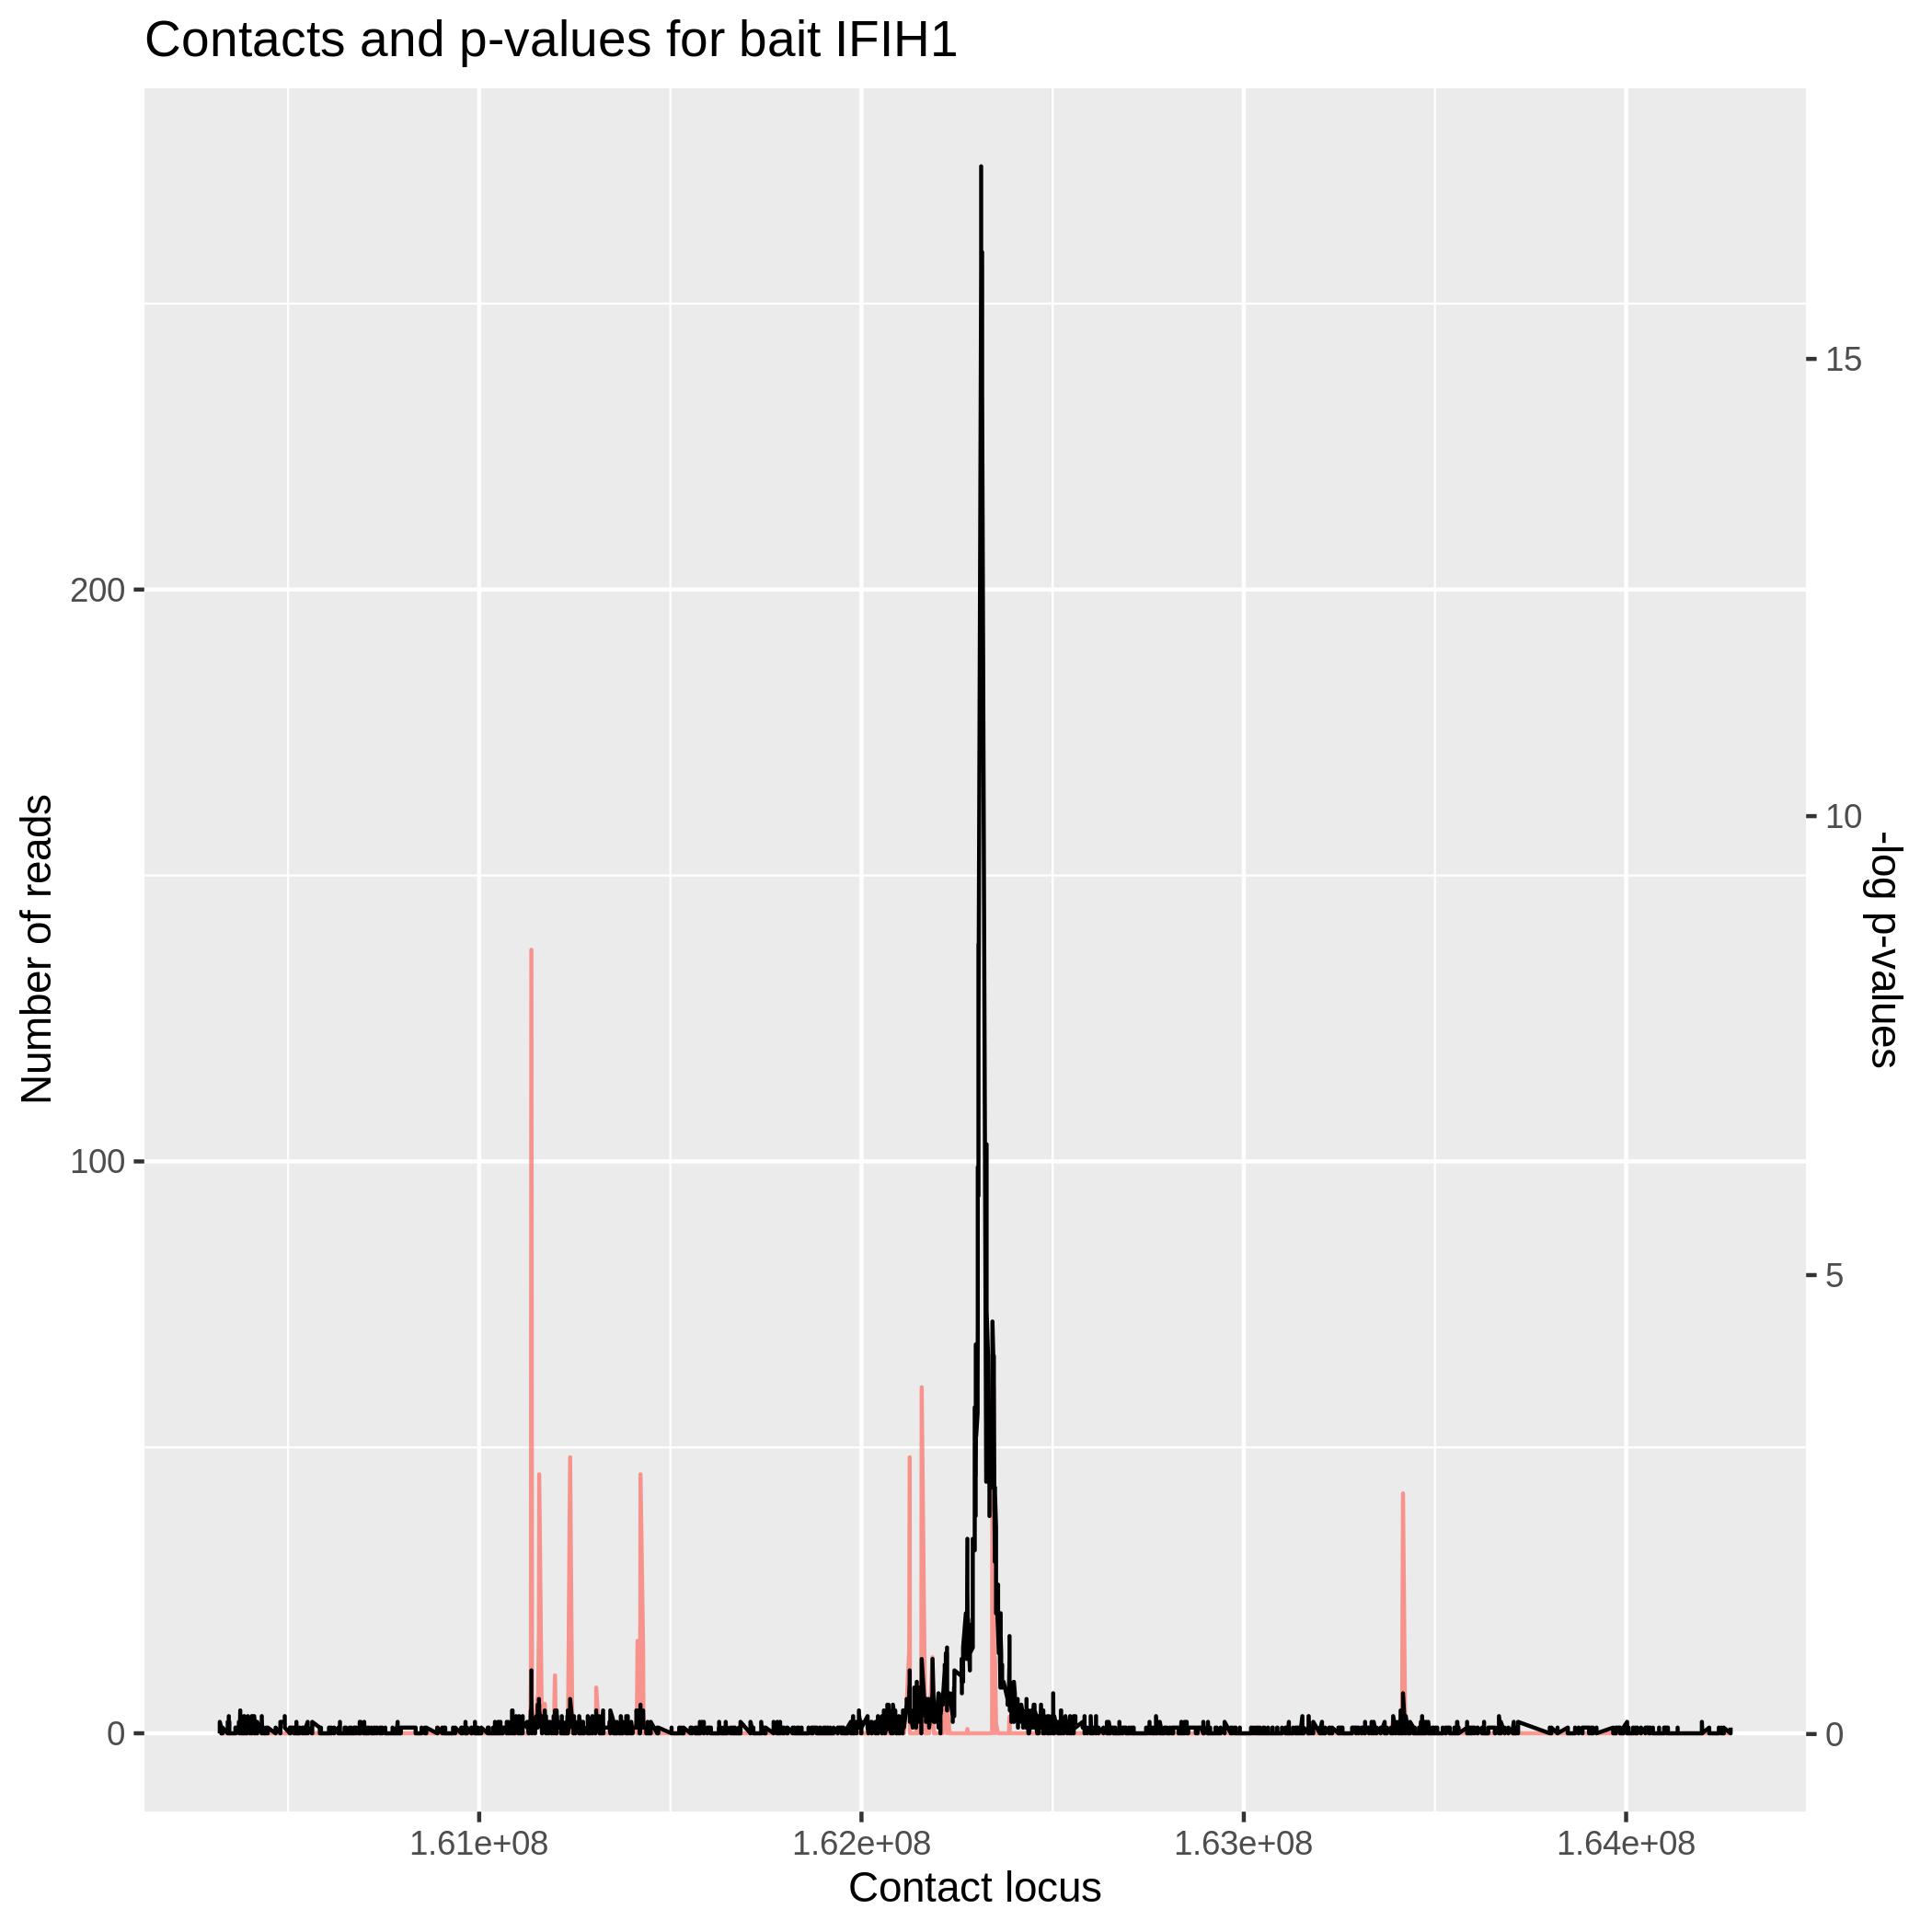 Contacts and p-values for bait IFIH1
Number of reads
200
100
0
15
10
5
0
-log p-values
1.61e+08
1.62e+08
1.63e+08
1.64e+08
Contact locus